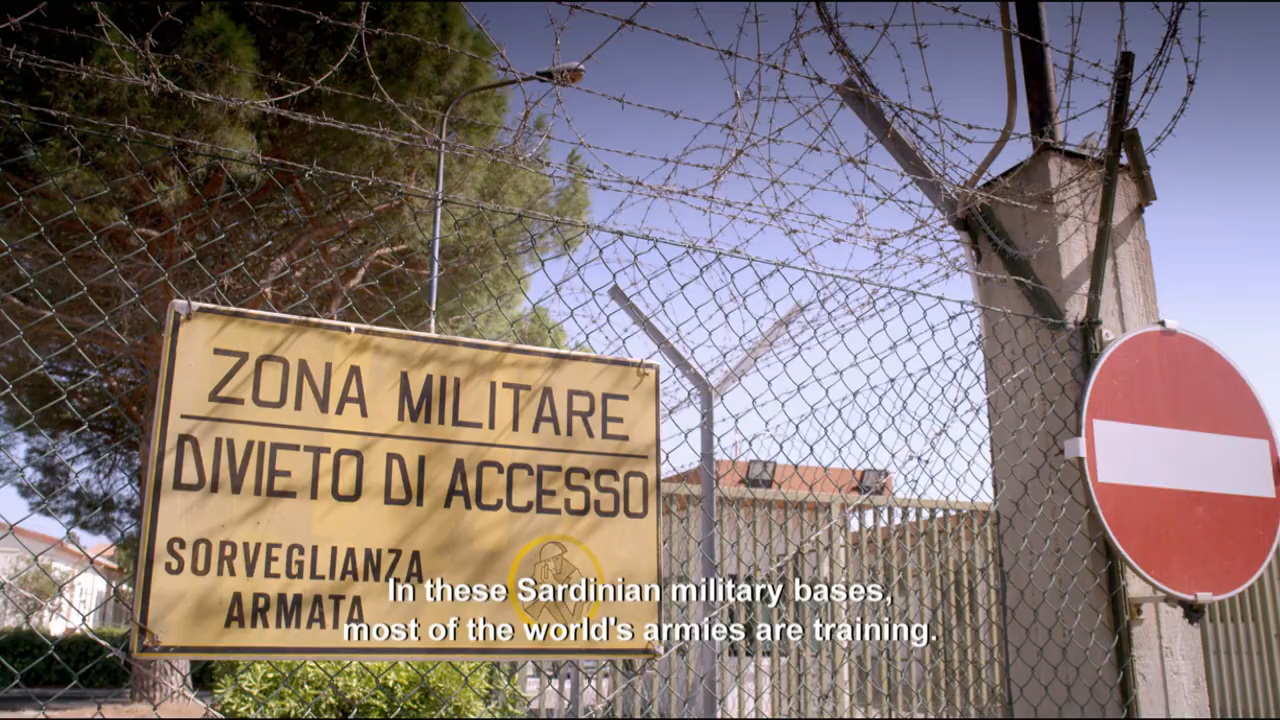 ZONA MILITARE
DIVIETO DI ACCESSO
SORVEGLIANZA
ARMATA
In these Sardinian military bases,
most of the world's armies are training.